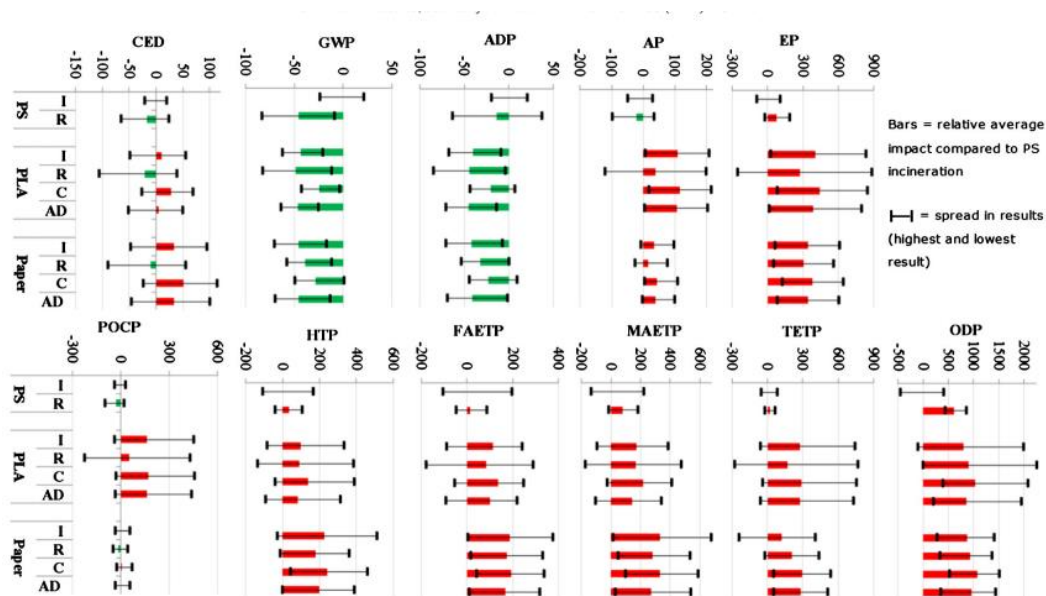 CED GWP ADP AP EP
-150 -100 -50 0 50 100 -100 -50 0 50 -100 -50 0 50 -200 -100 0 100 200 -300 0 300 600 900
PS
I
R
PLA
I
R
C
AD
Paper
I
R
C
AD
Bars = relative average
impact compared to PS
incineration
= spread in results
(highest and lowest
result)
POCP HTP FAETP MAETP TETP ODP
-300 0 300 600 -200 0 200 400 600 -200 0 200 400 -200 0 200 400 600 -300 0 300 600 900 -500 0 500 1000 1500 2000
PS
I
R
PLA
I
R
C
AD
Paper
I
R
C
AD